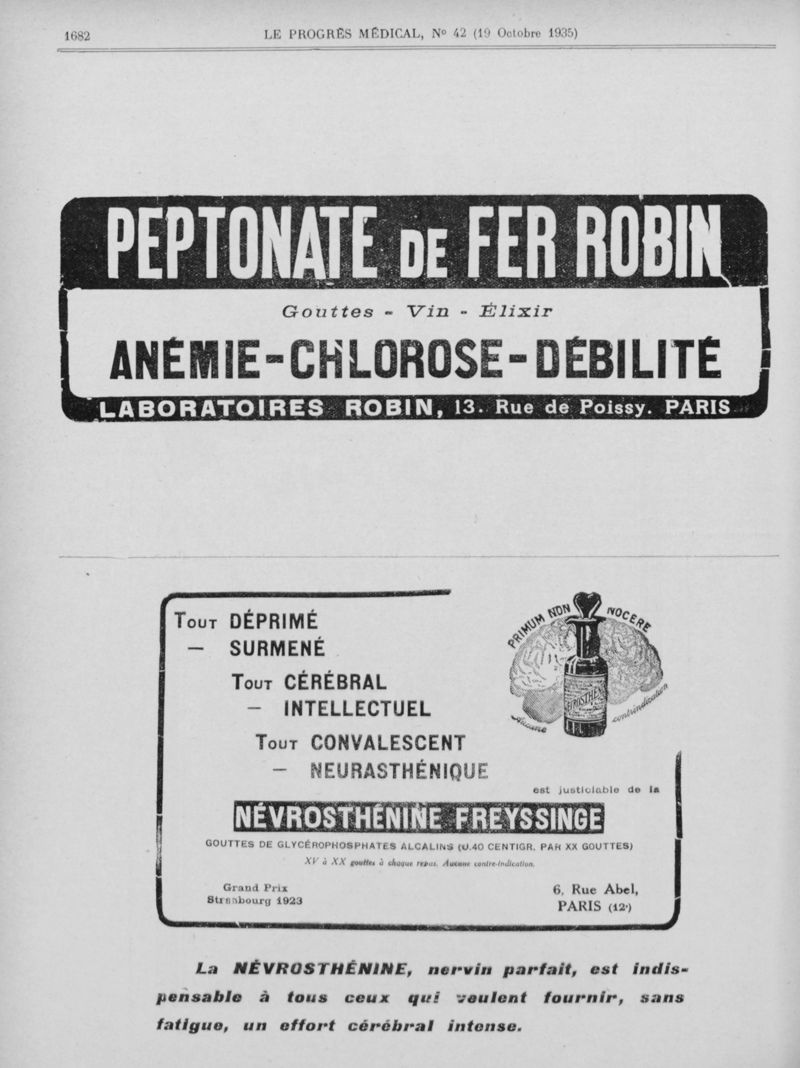 1682
LE PROGRÈS MÉDICAL, Nº 42 (19 Octobre 1935)
PEPTONATE DE FER ROBIN
Gouttes - Vin - Élixir
ANÉMIE-CHLOROSE-DÉBILITÉ
LABORATOIRES ROBIN, 13. Rue de Poissy. PARIS
TOUT DÉPRIMÉ
— SURMENÉ
TOUT CÉRÉBRAL
— INTELLECTUEL
TOUT CONVALESCENT
— NEURASTHÉNIQUE
PRIMUM NON NOCERE
Aucune contrindication
est justiciable de la
NÉVROSTHÉNINE FREYSSINGE
GOUTTES DE GLYCÉROPHOSPHATES ALCALINS (0.40 CENTIGR. PAR XX GOUTTES)
XV à XX gouttes à chaque repas. Aucune contre-indication.
Grand Prix
Strasbourg 1923
6, Rue Abel,
PARIS (12ᵉ)
La NÉVROSTHÉNINE, nervin parfait, est indis-
pensable à tous ceux qui veulent fournir, sans
fatigue, un effort cérébral intense.